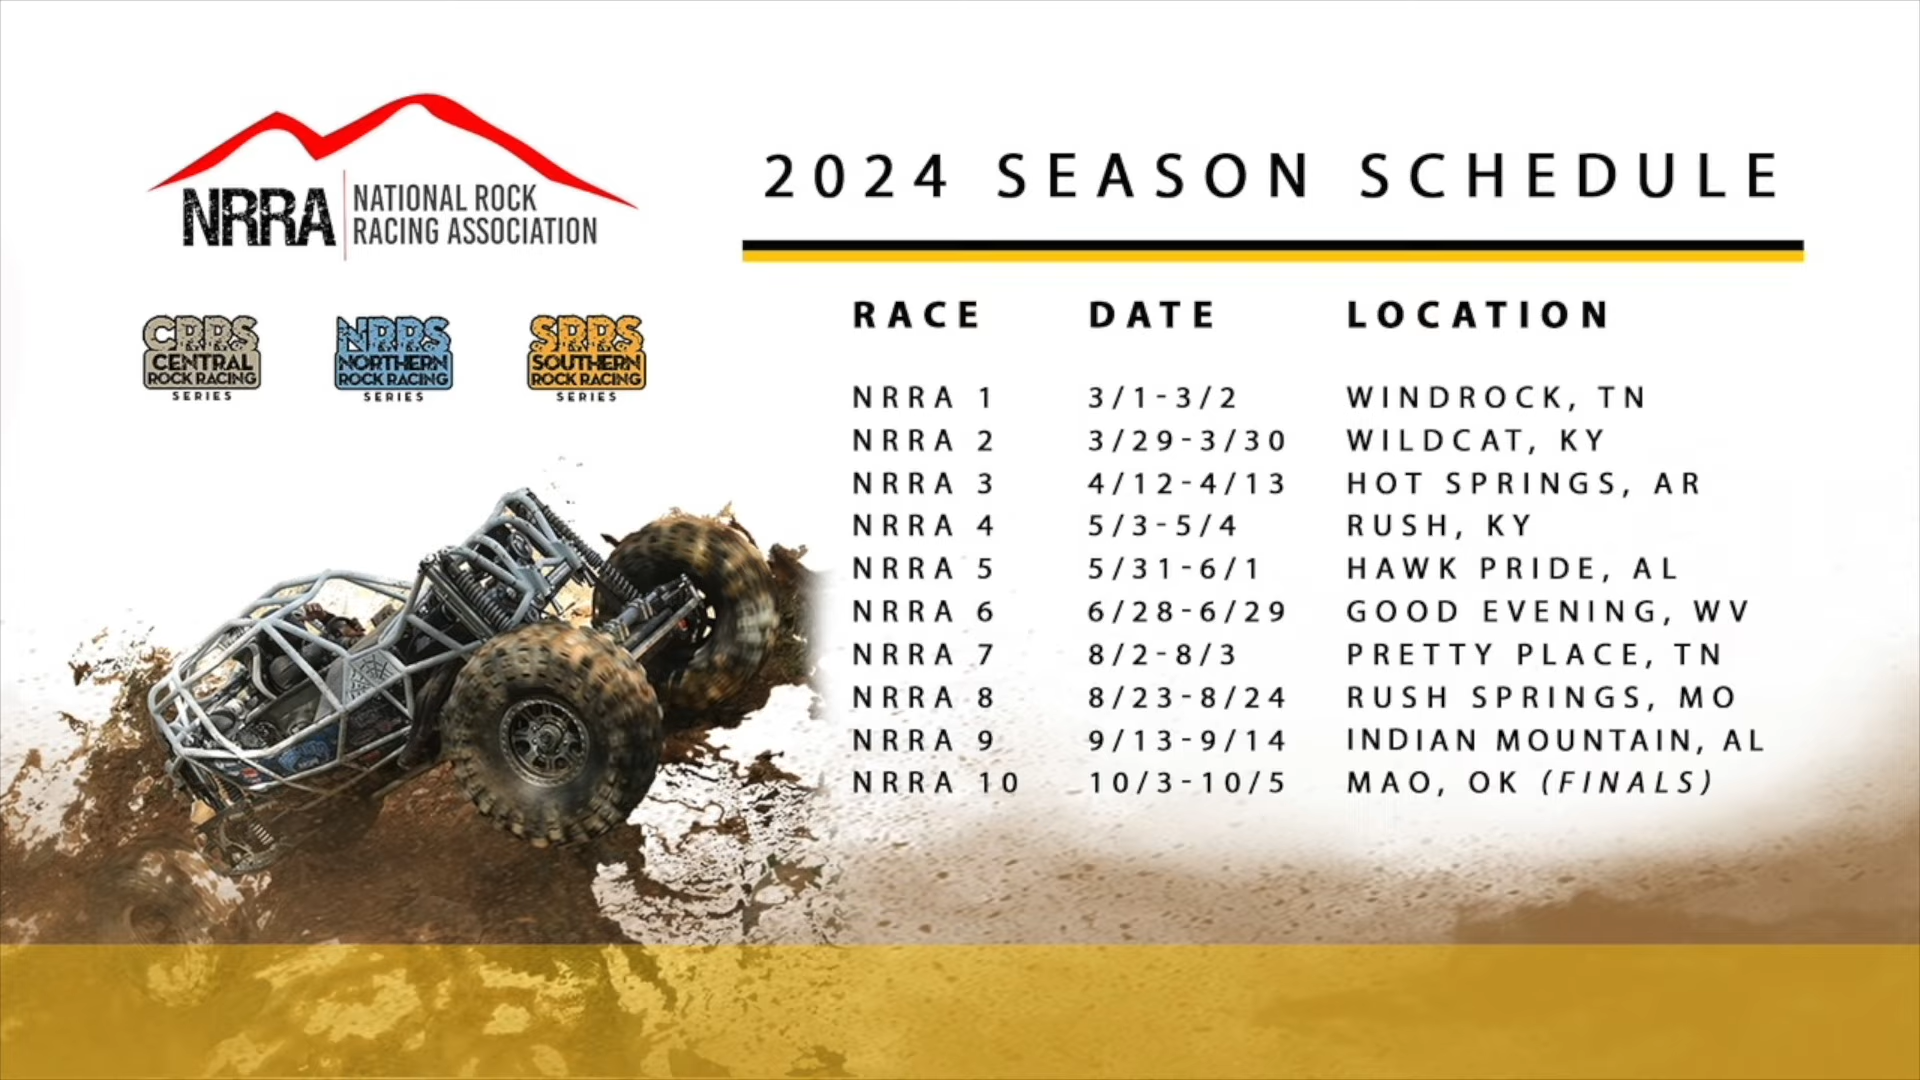 NRRA
NATIONAL ROCK
RACING ASSOCIATION
CRRS
CENTRAL
ROCK RACING
SERIES
NRRS
NORTHERN
ROCK RACING
SERIES
SRRS
SOUTHERN
ROCK RACING
SERIES
2024 SEASON SCHEDULE
RACE DATE LOCATION
NRRA 1 3/1-3/2 WINDROCK, TN
NRRA 2 3/29-3/30 WILDCAT, KY
NRRA 3 4/12-4/13 HOT SPRINGS, AR
NRRA 4 5/3-5/4 RUSH, KY
NRRA 5 5/31-6/1 HAWK PRIDE, AL
NRRA 6 6/28-6/29 GOOD EVENING, WV
NRRA 7 8/2-8/3 PRETTY PLACE, TN
NRRA 8 8/23-8/24 RUSH SPRINGS, MO
NRRA 9 9/13-9/14 INDIAN MOUNTAIN, AL
NRRA 10 10/3-10/5 MAO, OK (FINALS)